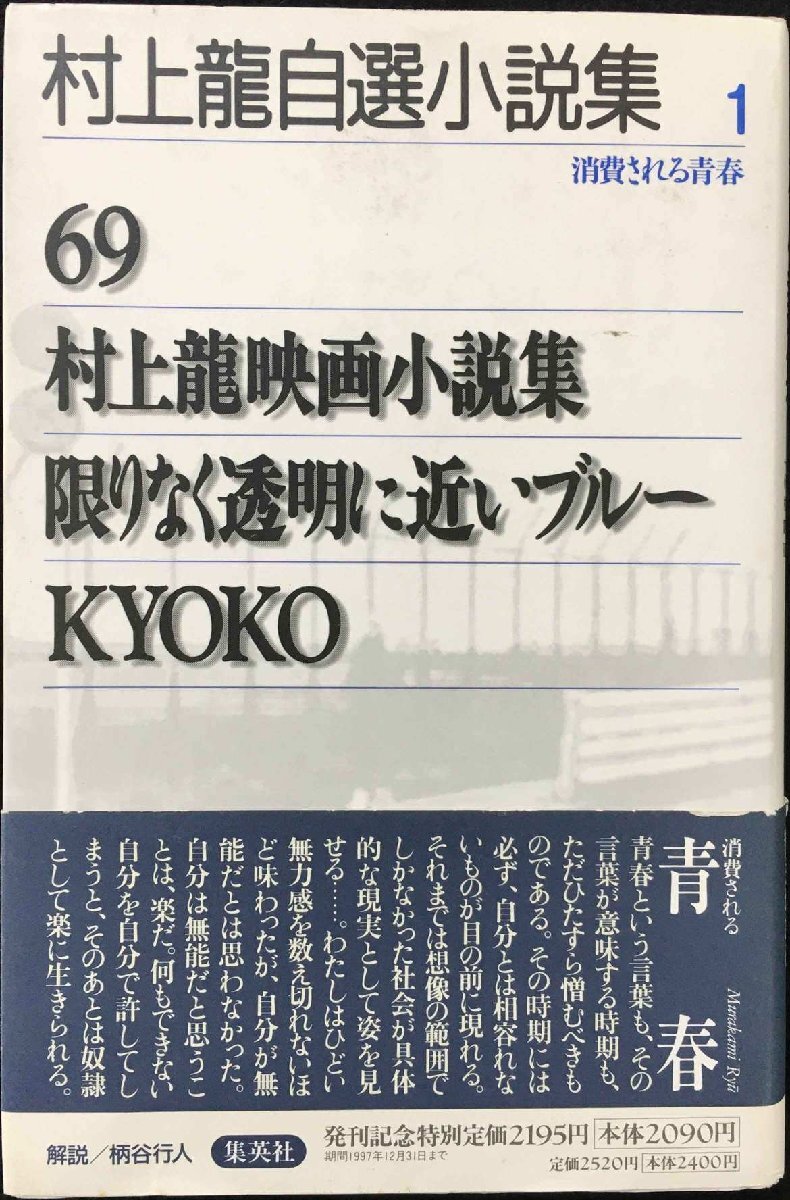 村上龍自選小説集 1
消費される青春
69
村上龍映画小説集
限りなく透明に近いブルー
KYOKO
消費される
青春
Murakami Ryū
青春という言葉も、その
言葉が意味する時期も、
ただひたすら憎むべきも
のである。その時期には
必ず、自分とは相容れな
いものが目の前に現れる。
それまでは想像の範囲で
しかなかった社会が具体
的な現実として姿を見
せる……。わたしはひどい
無力感を数え切れないほ
ど味わったが、自分が無
能だとは思わなかった。
自分は無能だと思うこ
とは、楽だ。何もできない
自分を自分で許してし
まうと、そのあとは奴隷
として楽に生きられる。
解説/柄谷行人
集英社
発刊記念特別定価2195円 本体2090円
期間1997年12月31日まで
定価2520円 本体2400円